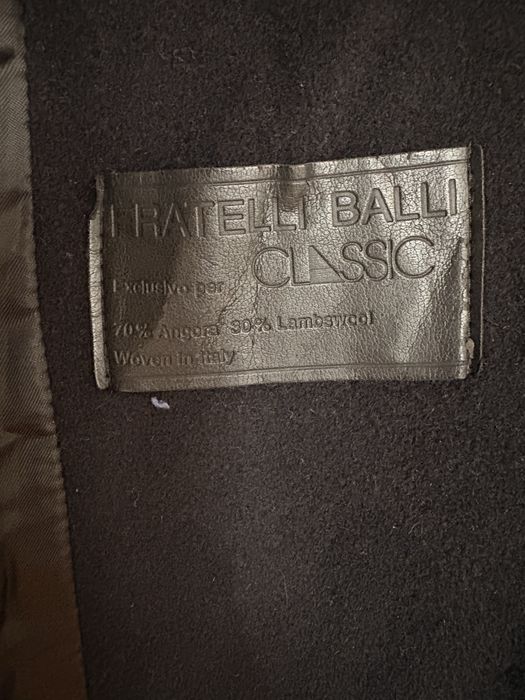 FRATELLI BALLI
CLASSIC
Exclusive per
70% Angora 30% Lambswool
Woven in Italy